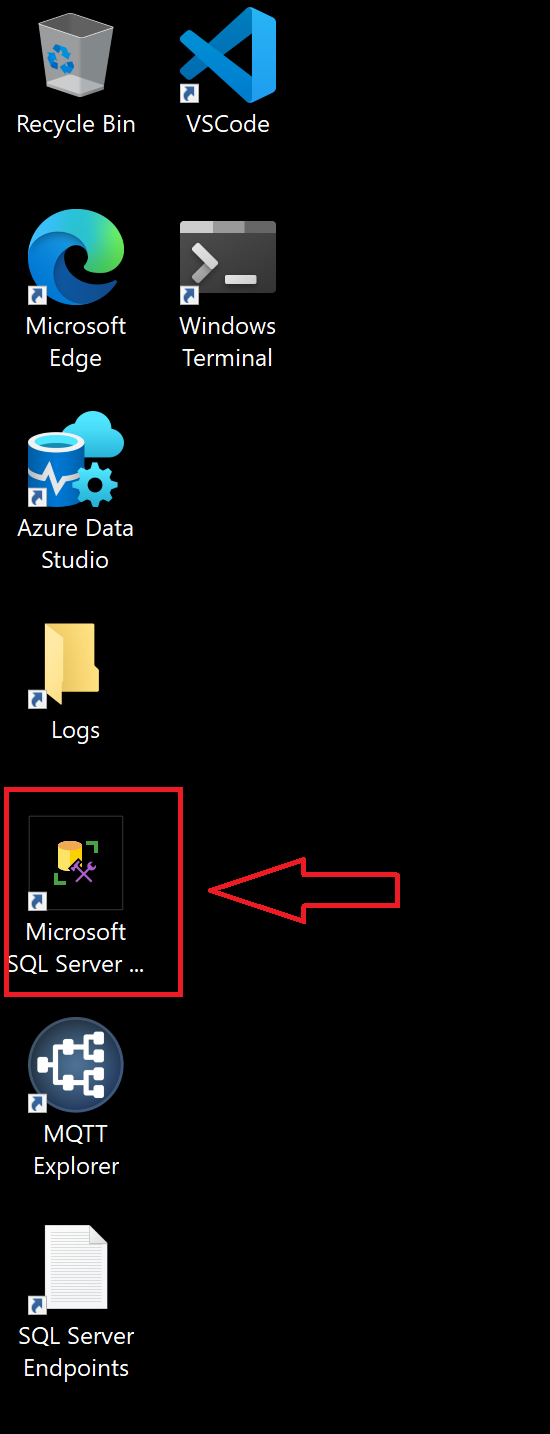 Recycle Bin
VSCode
Microsoft
Edge
Windows
Terminal
Azure Data
Studio
Logs
Microsoft
SQL Server ...
MQTT
Explorer
SQL Server
Endpoints